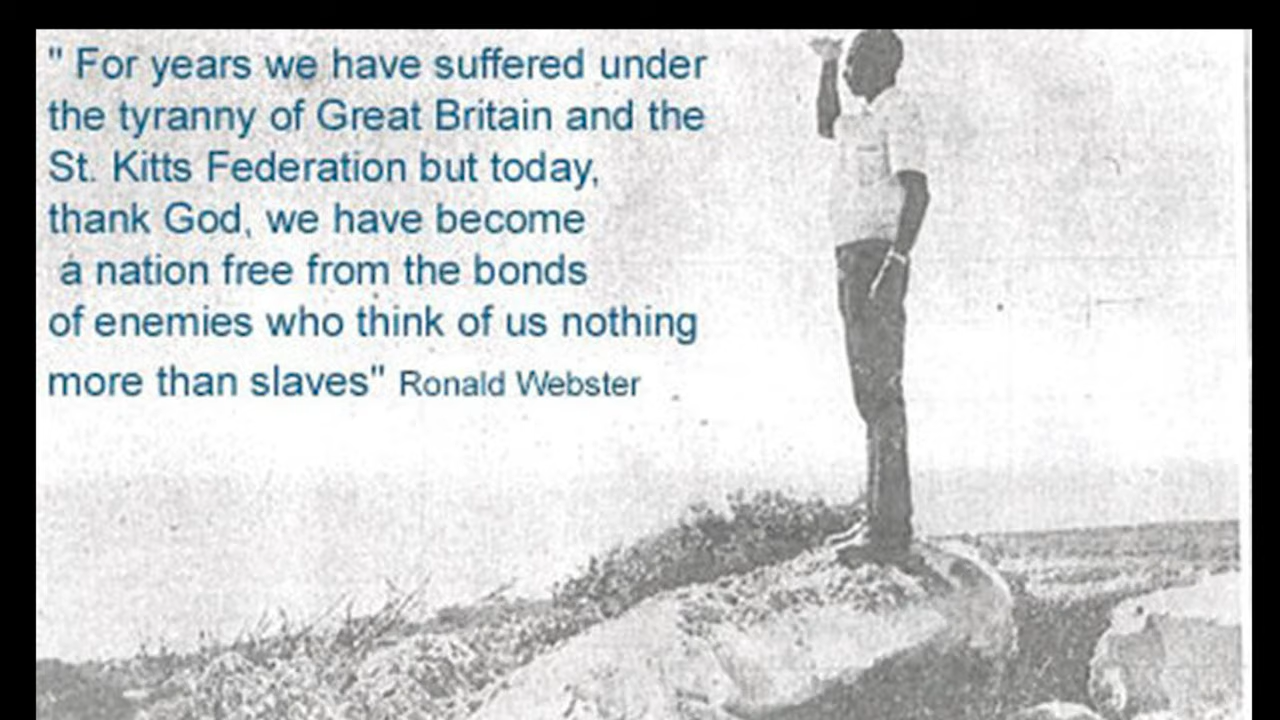 " For years we have suffered under
the tyranny of Great Britain and the
St. Kitts Federation but today,
thank God, we have become
a nation free from the bonds
of enemies who think of us nothing
more than slaves" Ronald Webster